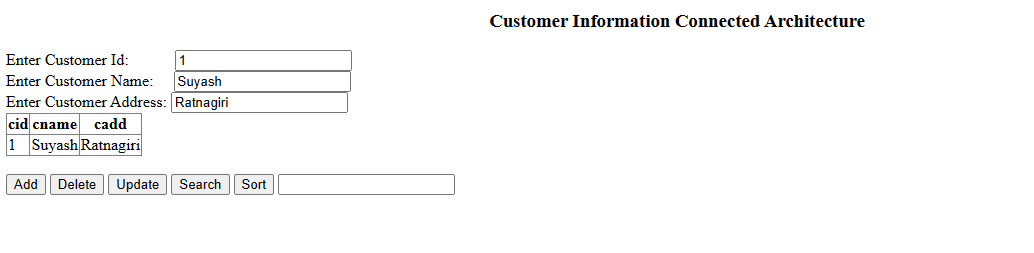 Customer Information Connected Architecture
Enter Customer Id: 1
Enter Customer Name: Suyash
Enter Customer Address: Ratnagiri
cid cname cadd
1 Suyash Ratnagiri
Add Delete Update Search Sort